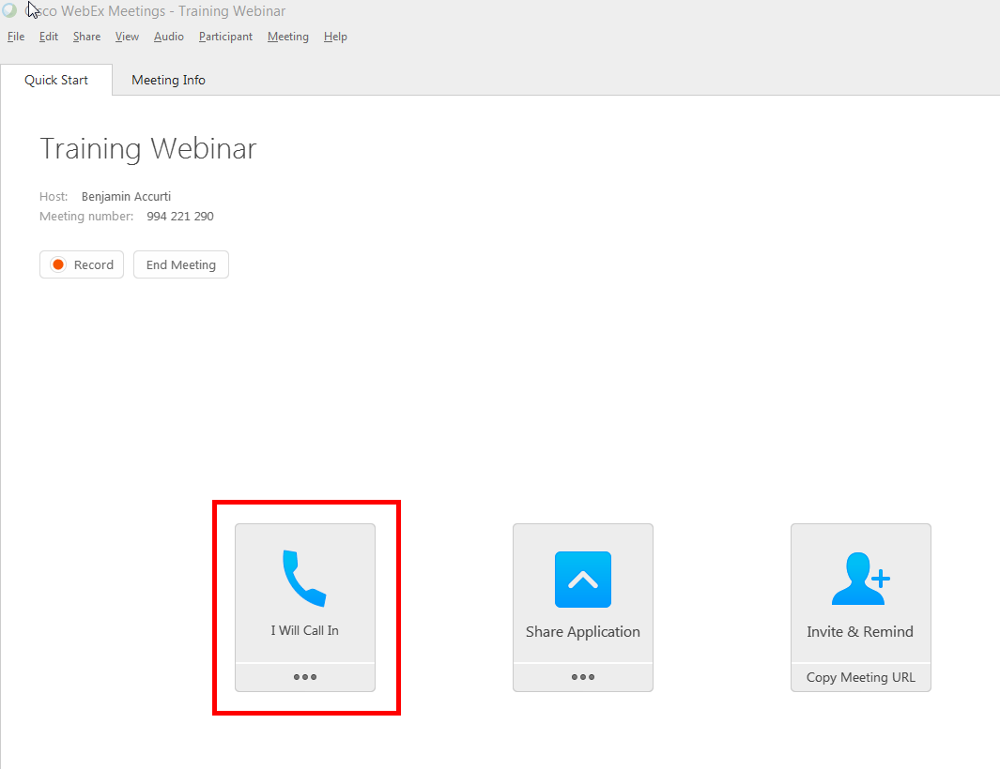 sco WebEx Meetings - Training Webinar
File Edit Share View Audio Participant Meeting Help
Quick Start Meeting Info
Training Webinar
Host: Benjamin Accurti
Meeting number: 994 221 290
Record End Meeting
I Will Call In Share Application Invite & Remind
Copy Meeting URL